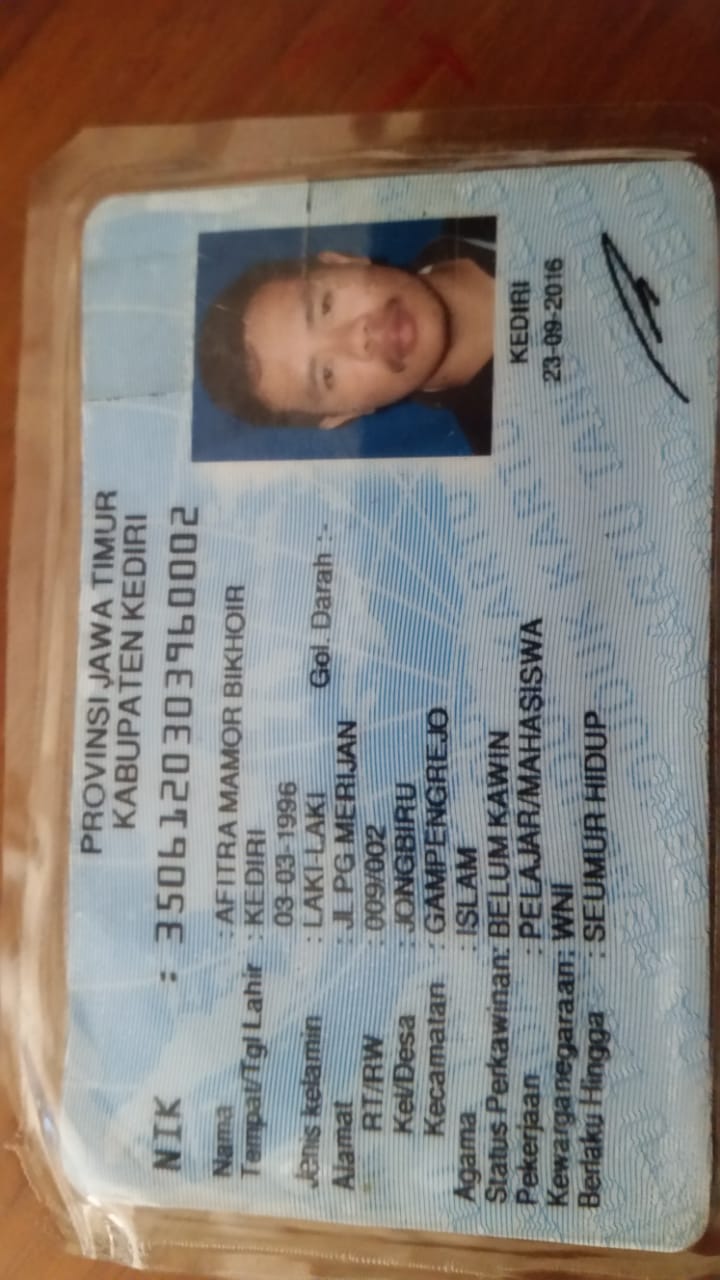 PROVINSI JAWA TIMUR
KABUPATEN KEDIRI
NIK : 3506120303960002
Nama : AFITRA MAMOR BIKHOIR
Tempat/Tgl Lahir : KEDIRI
03-03-1996
Jenis kelamin : LAKI-LAKI Gol. Darah :-
Alamat : JL PG MERIJAN
RT/RW : 009/002
Kel/Desa : JONGBIRU
Kecamatan : GAMPENGREJO
Agama : ISLAM
Status Perkawinan: BELUM KAWIN
Pekerjaan : PELAJAR/MAHASISWA
Kewarganegaraan: WNI
Berlaku Hingga : SEUMUR HIDUP
KEDIRI
23-09-2016